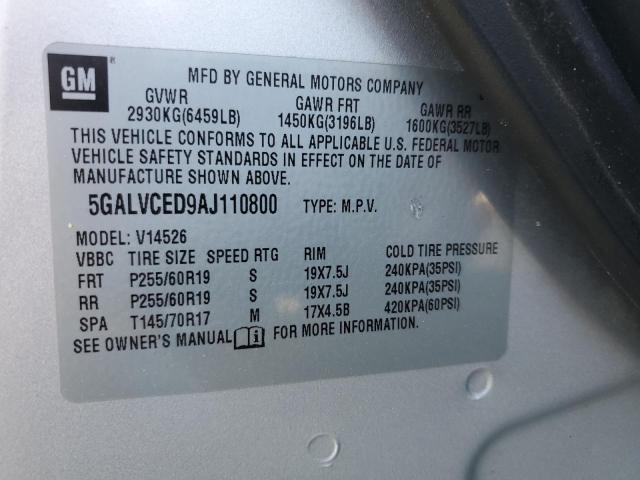 GM ®
MFD BY GENERAL MOTORS COMPANY
GVWR GAWR FRT GAWR RR
2930KG(6459LB) 1450KG(3196LB) 1600KG(3527LB)
THIS VEHICLE CONFORMS TO ALL APPLICABLE U.S. FEDERAL MOTOR
VEHICLE SAFETY STANDARDS IN EFFECT ON THE DATE OF
MANUFACTURE SHOWN ABOVE.
5GALVCED9AJ110800 TYPE: M.P.V.
MODEL: V14526
VBBC TIRE SIZE SPEED RTG RIM COLD TIRE PRESSURE
FRT P255/60R19 S 19X7.5J 240KPA(35PSI)
RR P255/60R19 S 19X7.5J 240KPA(35PSI)
SPA T145/70R17 M 17X4.5B 420KPA(60PSI)
SEE OWNER'S MANUAL i FOR MORE INFORMATION.